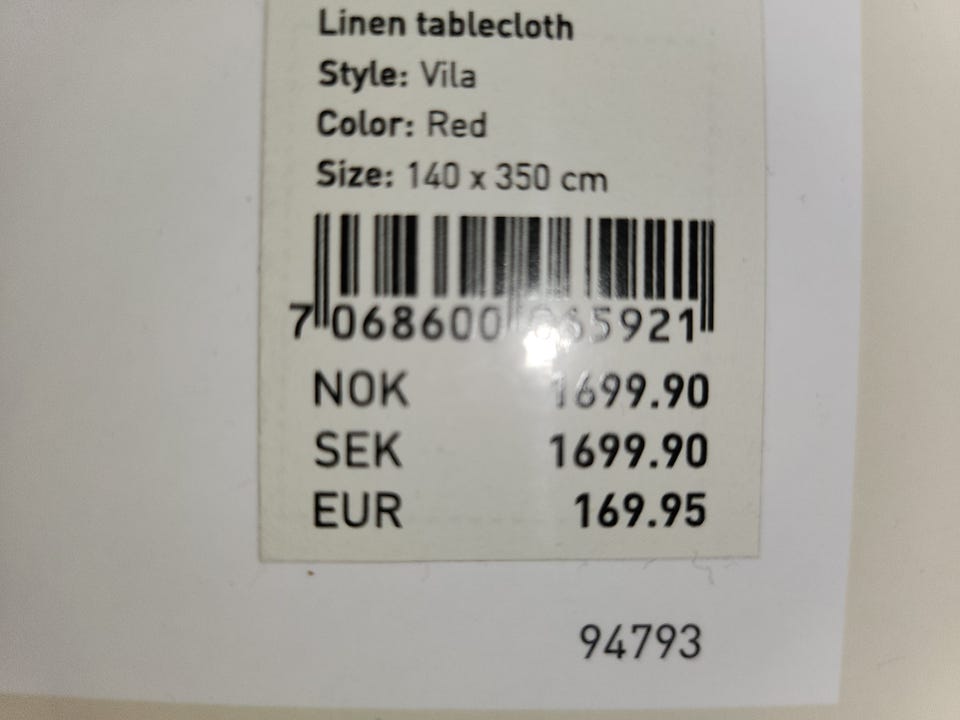 Linen tablecloth
Style: Vila
Color: Red
Size: 140 x 350 cm
7 068600 065921
NOK 1699.90
SEK 1699.90
EUR 169.95
94793